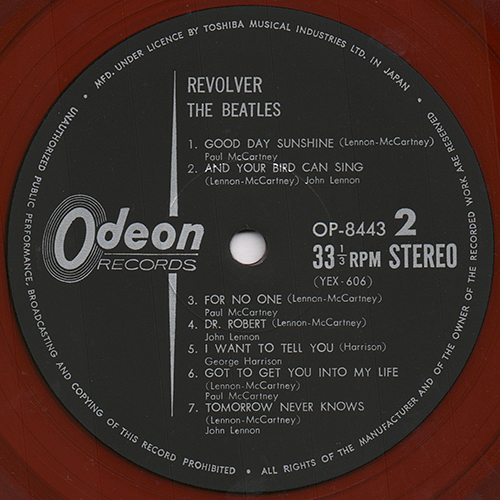 MFD. UNDER LICENCE BY TOSHIBA MUSICAL INDUSTRIES LTD. IN JAPAN
REVOLVER
THE BEATLES
1. GOOD DAY SUNSHINE (Lennon-McCartney)
Paul McCartney
2. AND YOUR BIRD CAN SING
(Lennon-McCartney) John Lennon
Odeon
RECORDS
OP-8443 2
33 1/3 RPM STEREO
(YEX-606)
3. FOR NO ONE (Lennon-McCartney)
Paul McCartney
4. DR. ROBERT (Lennon-McCartney)
John Lennon
5. I WANT TO TELL YOU (Harrison)
George Harrison
6. GOT TO GET YOU INTO MY LIFE
(Lennon-McCartney)
Paul McCartney
7. TOMORROW NEVER KNOWS
(Lennon-McCartney)
John Lennon
UNAUTHORIZED PUBLIC PERFORMANCE, BROADCASTING AND COPYING OF THIS RECORD PROHIBITED • ALL RIGHTS OF THE MANUFACTURER AND OF THE OWNER OF THE RECORDED WORK ARE RESERVED